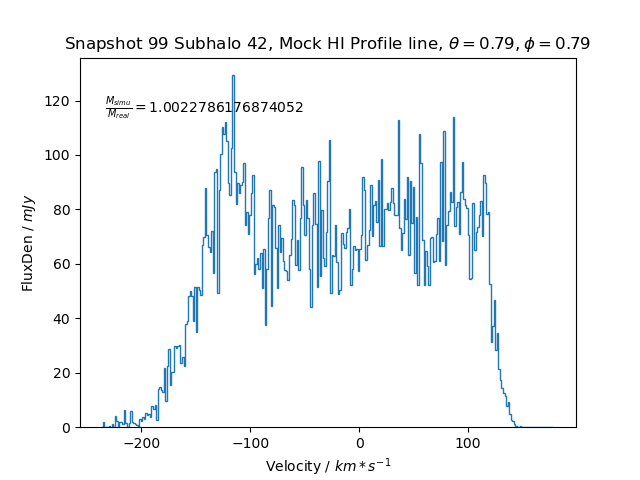 Snapshot 99 Subhalo 42, Mock HI Profile line, θ = 0.79, ϕ = 0.79
M_simu/M_real = 1.0022786176874052
FluxDen / mJy
120
100
80
60
40
20
0
−200 −100 0 100
Velocity / km * s⁻¹